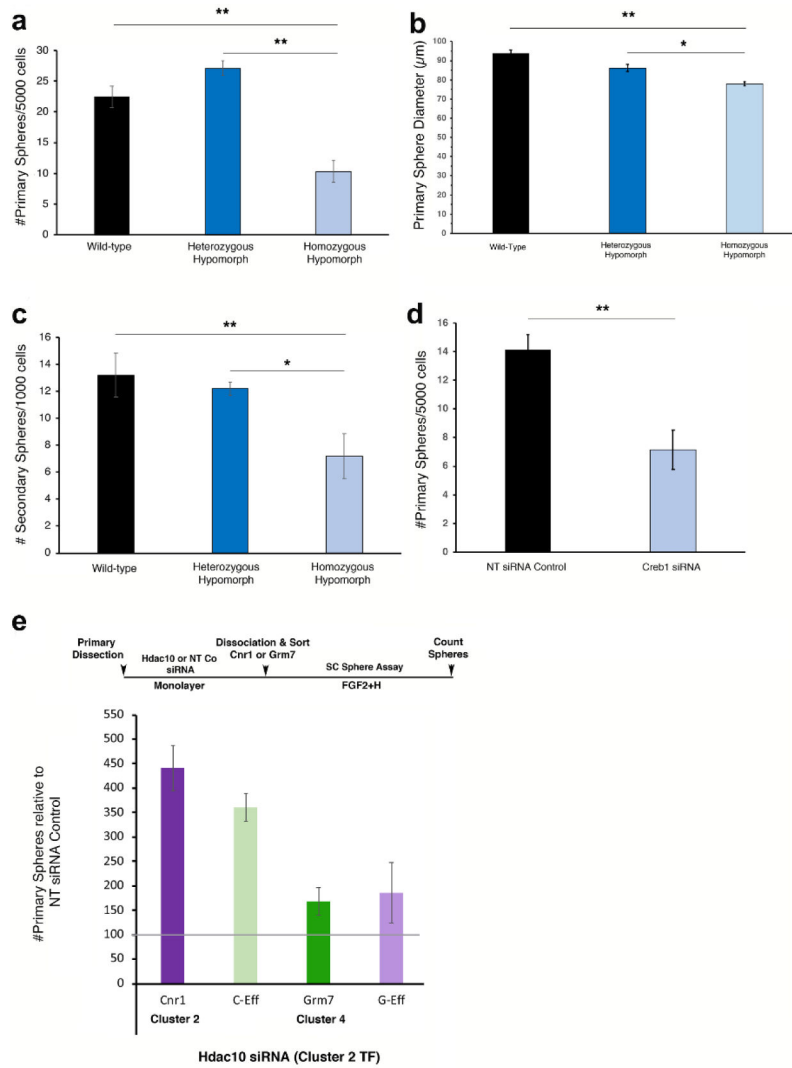 a
**
**
#Primary Spheres/5000 cells
30
25
20
15
10
5
0
Wild-type
Heterozygous
Hypomorph
Homozygous
Hypomorph
b
**
*
Primary Sphere Diameter (µm)
100
90
80
70
60
50
40
30
20
10
0
Wild-Type
Heterozygous
Hypomorph
Homozygous
Hypomorph
c
**
*
# Secondary Spheres/1000 cells
16
14
12
10
8
6
4
2
0
Wild-type
Heterozygous
Hypomorph
Homozygous
Hypomorph
d
**
#Primary Spheres/5000 cells
16
14
12
10
8
6
4
2
0
NT siRNA Control
Creb1 siRNA
e
Primary
Dissection
Hdac10 or NT Co
siRNA
Monolayer
Dissociation & Sort
Cnr1 or Grm7
SC Sphere Assay
FGF2+H
Count
Spheres
#Primary Spheres relative to
NT siRNA Control
550
500
450
400
350
300
250
200
150
100
50
0
Cnr1
C-Eff
Grm7
G-Eff
Cluster 2
Cluster 4
Hdac10 siRNA (Cluster 2 TF)